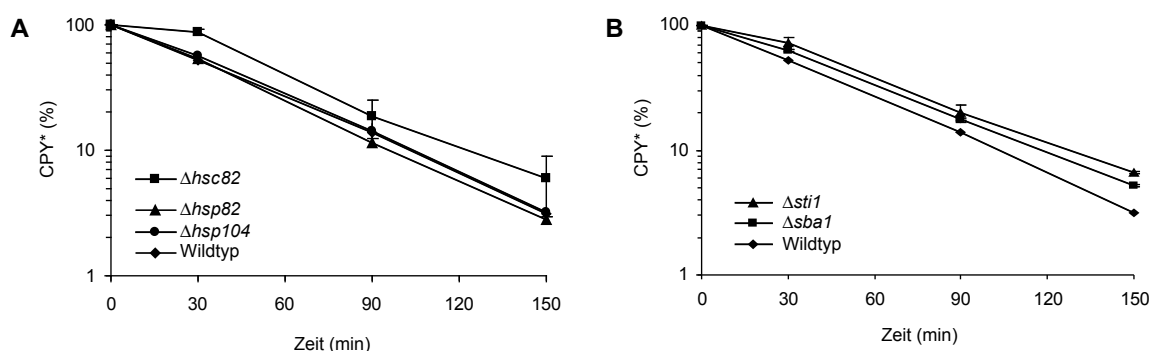 A
100
10
1
CPY* (%)
Δhsc82
Δhsp82
Δhsp104
Wildtyp
0 30 60 90 120 150
Zeit (min)
B
100
10
1
CPY* (%)
Δsti1
Δsba1
Wildtyp
0 30 60 90 120 150
Zeit (min)